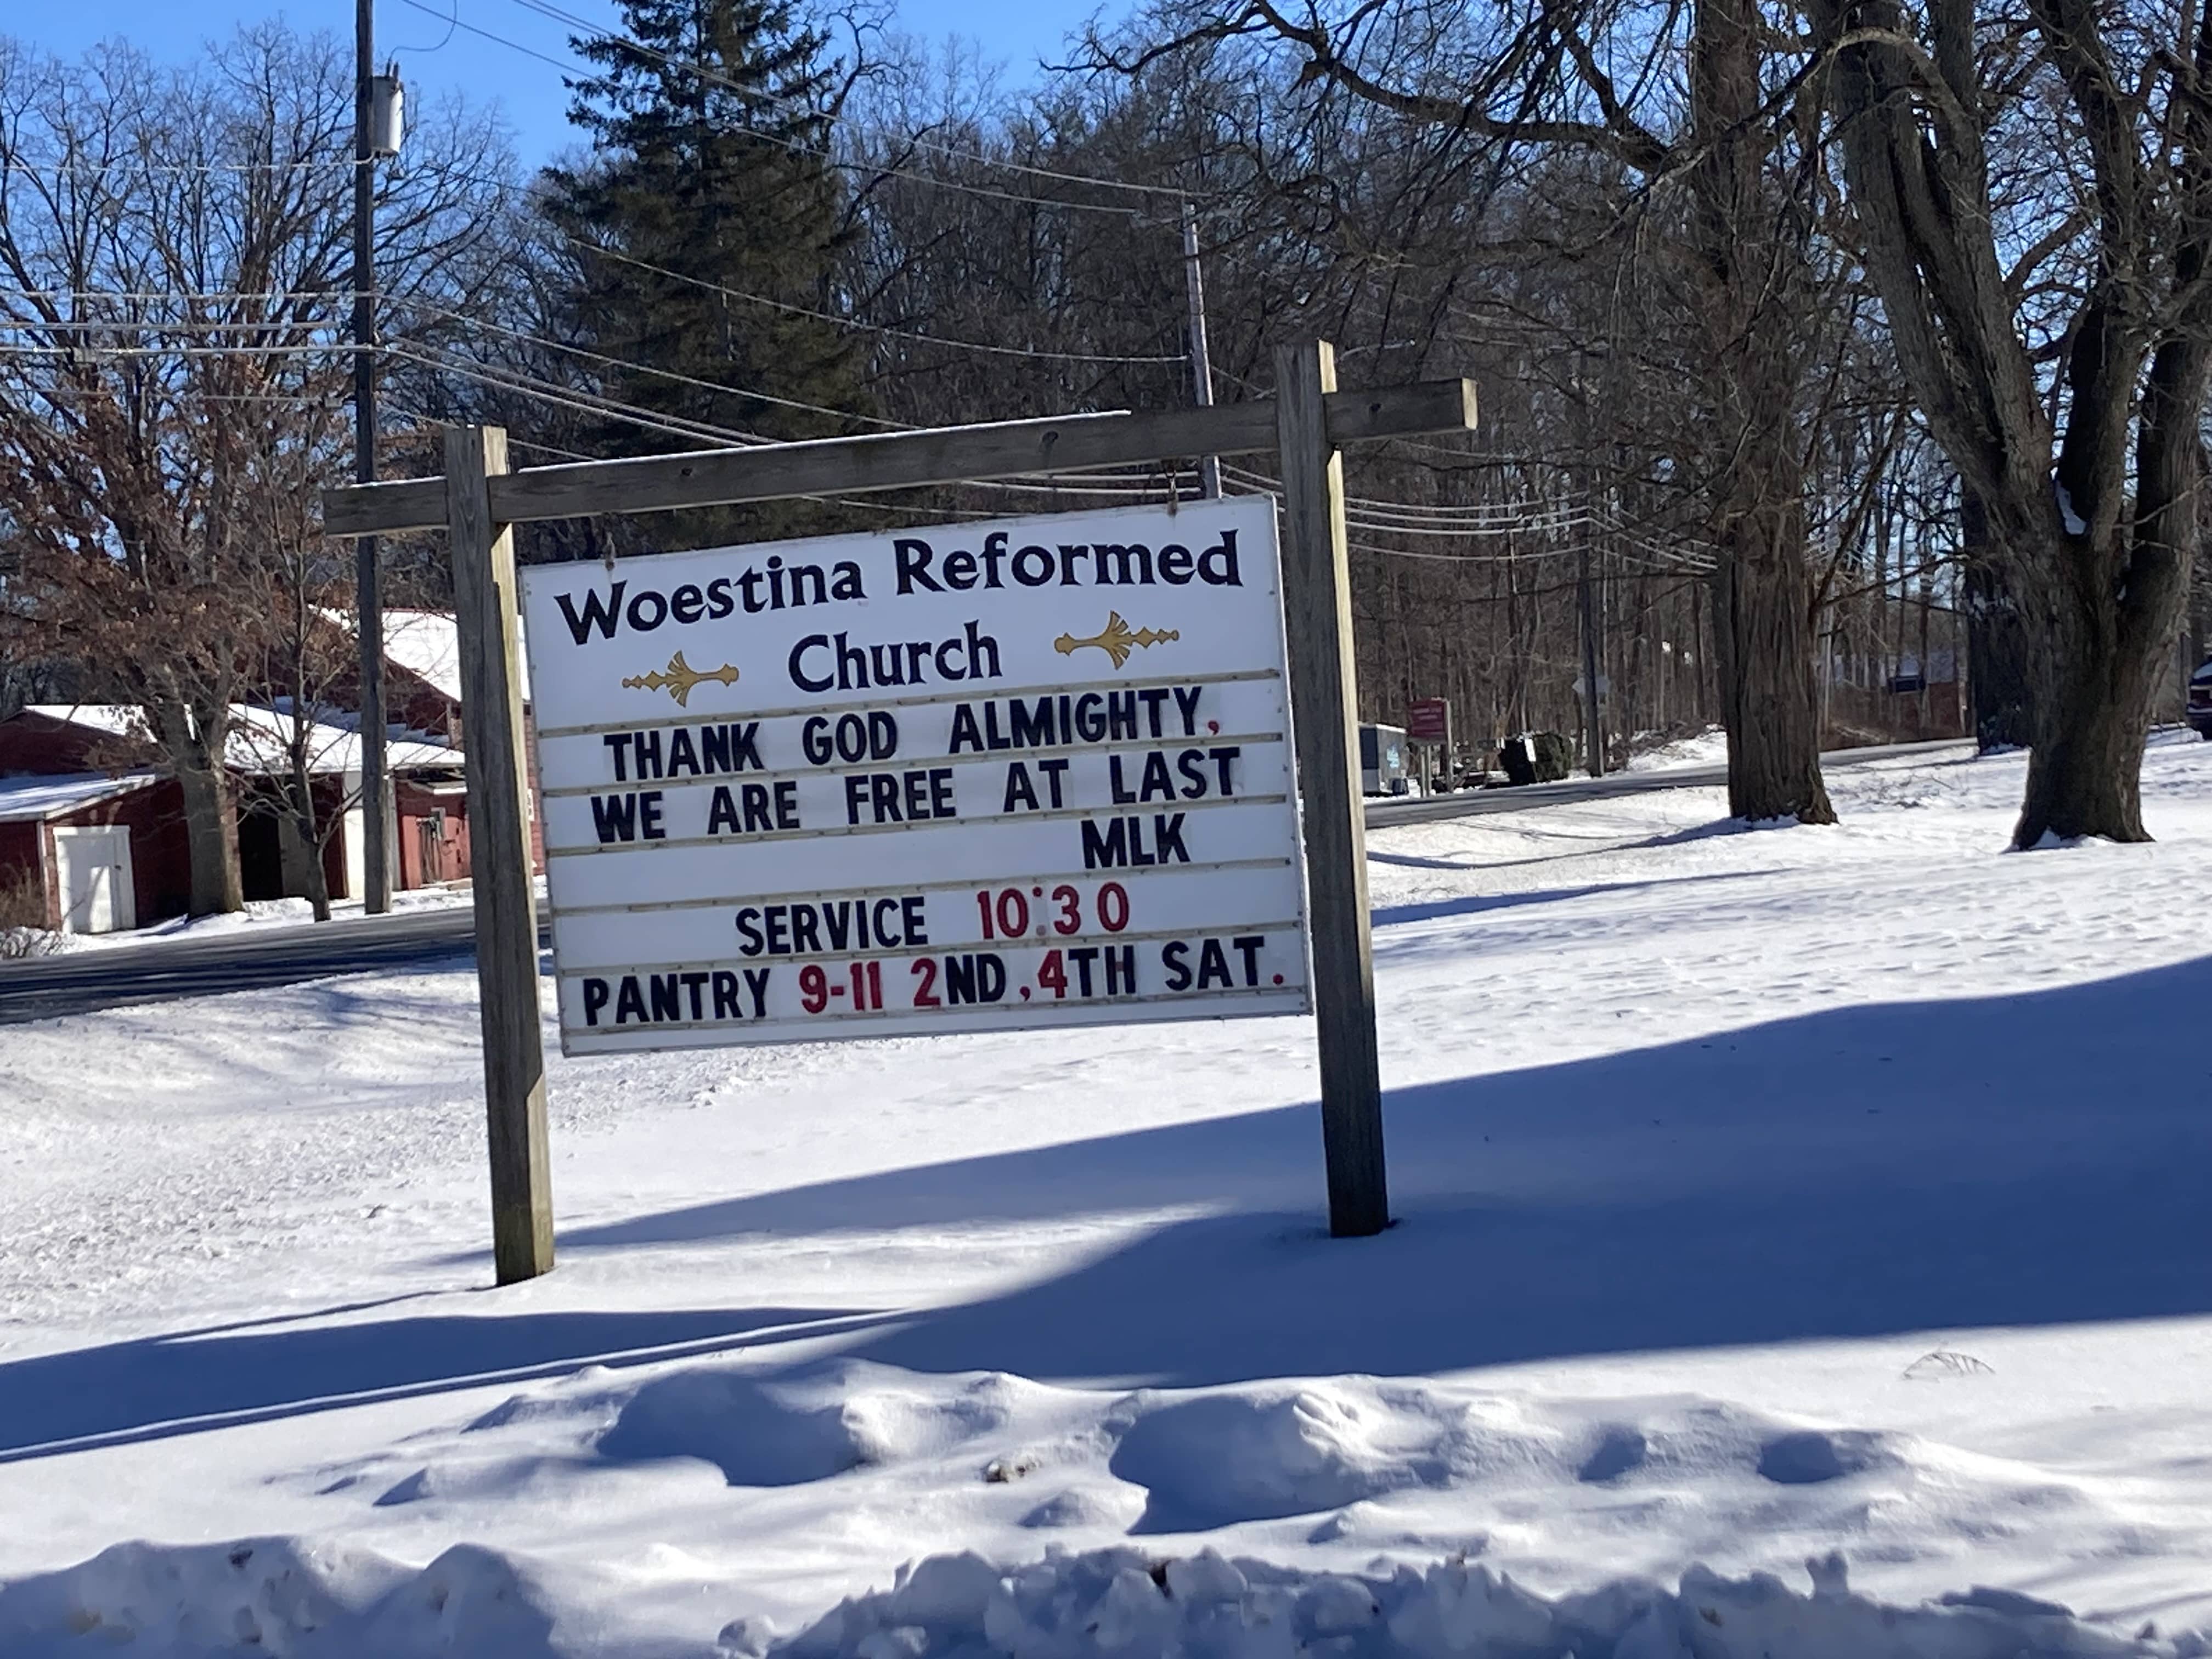 Woestina Reformed
Church
THANK GOD ALMIGHTY,
WE ARE FREE AT LAST
MLK
SERVICE 10:30
PANTRY 9-11 2ND,4TH SAT.